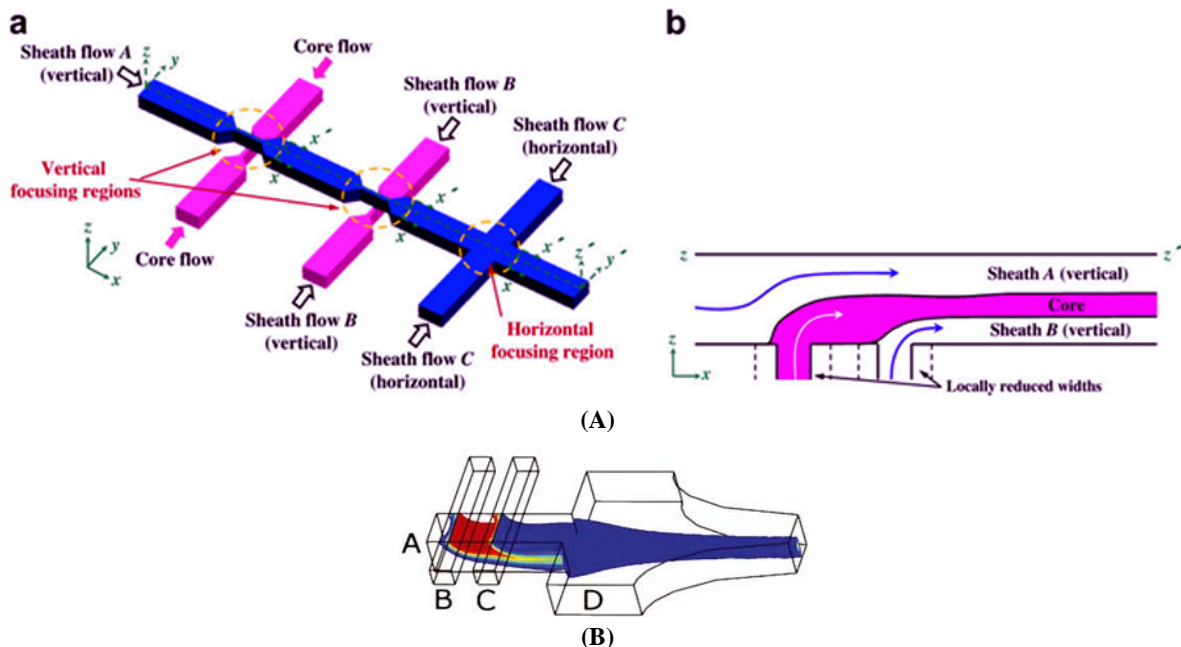 a
Sheath flow A
(vertical)
z
y
Core flow
Sheath flow B
(vertical)
Sheath flow C
(horizontal)
Vertical
focusing regions
x
x'
x
x'
x'
z'
y'
z
y
x
Core flow
Sheath flow B
(vertical)
Sheath flow C
(horizontal)
Horizontal
focusing region
b
z
z'
Sheath A (vertical)
Core
Sheath B (vertical)
z
x
Locally reduced widths
(A)
A
B
C
D
(B)